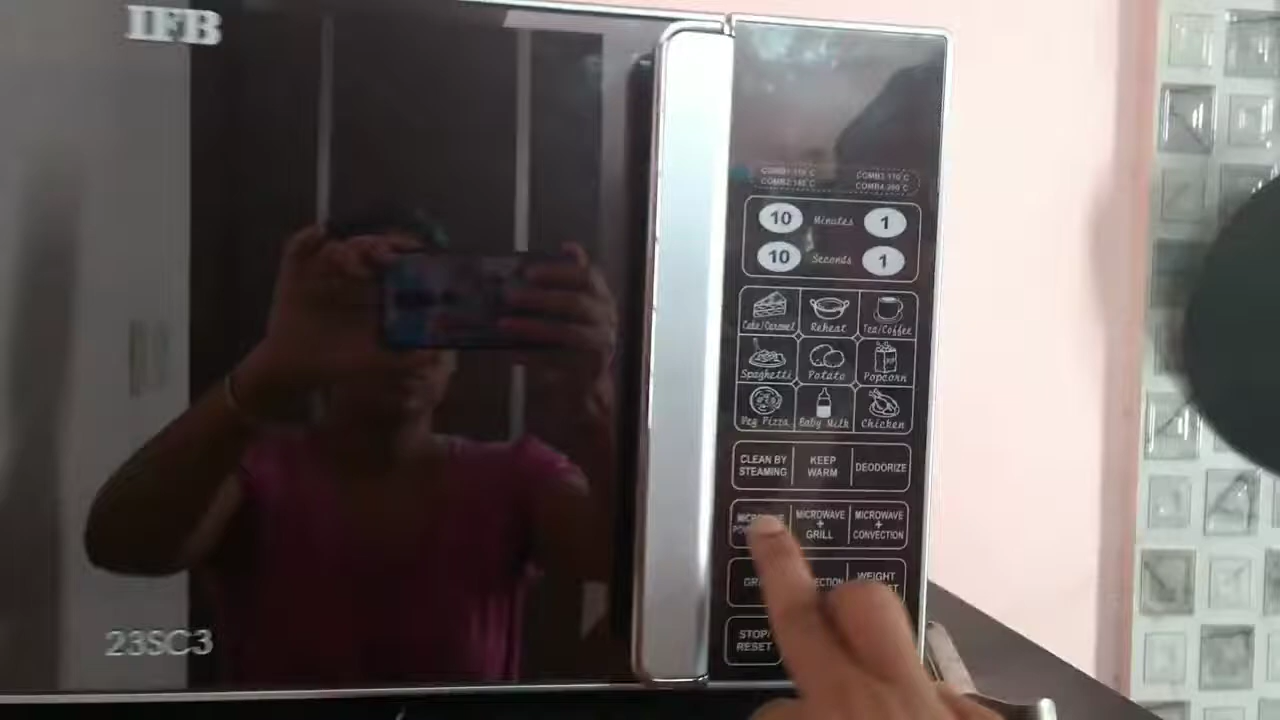 IFB
COMB1:110°C COMB3:170°C
COMB2:140°C COMB4:200°C
10 Minutes 1
10 Seconds 1
Cake/Caramel Reheat Tea/Coffee
Spaghetti Potato Popcorn
Veg Pizza Baby Milk Chicken
CLEAN BY STEAMING
KEEP WARM
DEODORIZE
MICROWAVE
+
GRILL
MICROWAVE
+
CONVECTION
WEIGHT
STOP/
RESET
23SC3